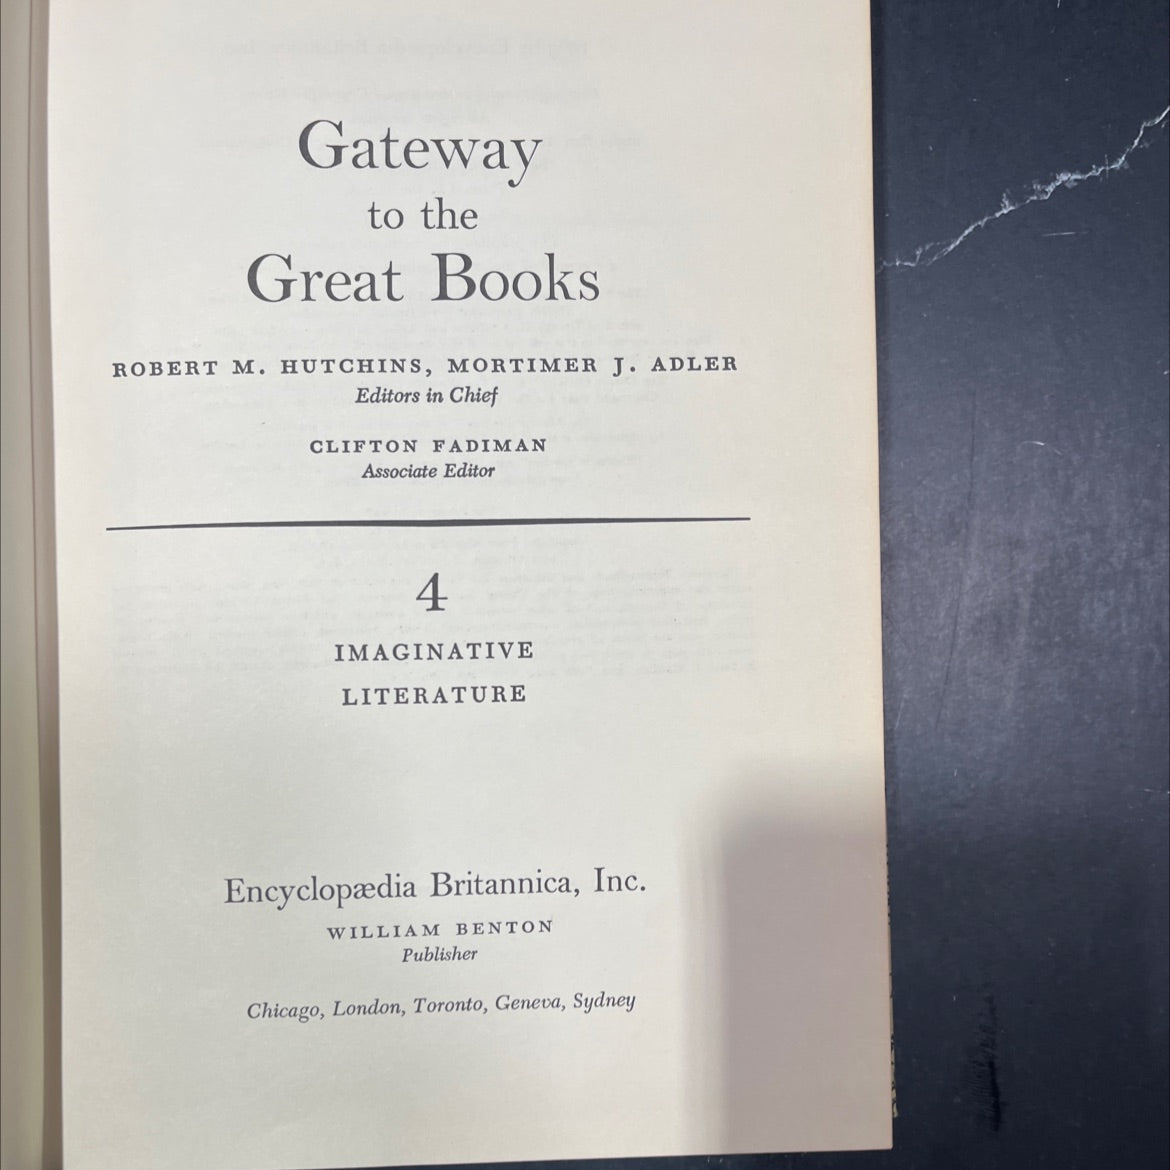 Gateway
to the
Great Books
ROBERT M. HUTCHINS, MORTIMER J. ADLER
Editors in Chief
CLIFTON FADIMAN
Associate Editor
4
IMAGINATIVE
LITERATURE
Encyclopædia Britannica, Inc.
WILLIAM BENTON
Publisher
Chicago, London, Toronto, Geneva, Sydney